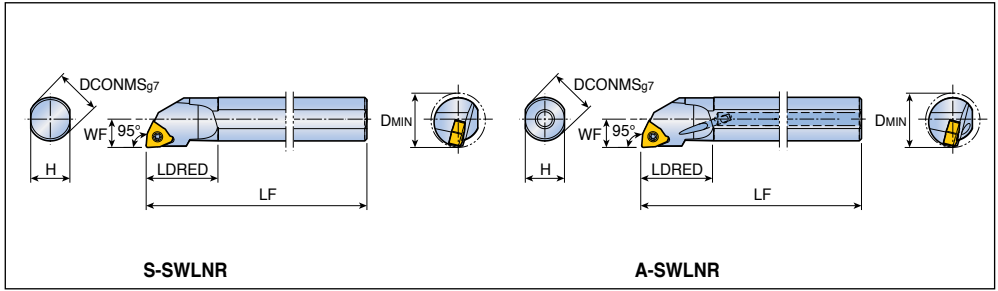 DCONMSg7
WF
95°
H
LDRED
LF
DMIN
S-SWLNR
DCONMSg7
WF
95°
H
LDRED
LF
DMIN
A-SWLNR